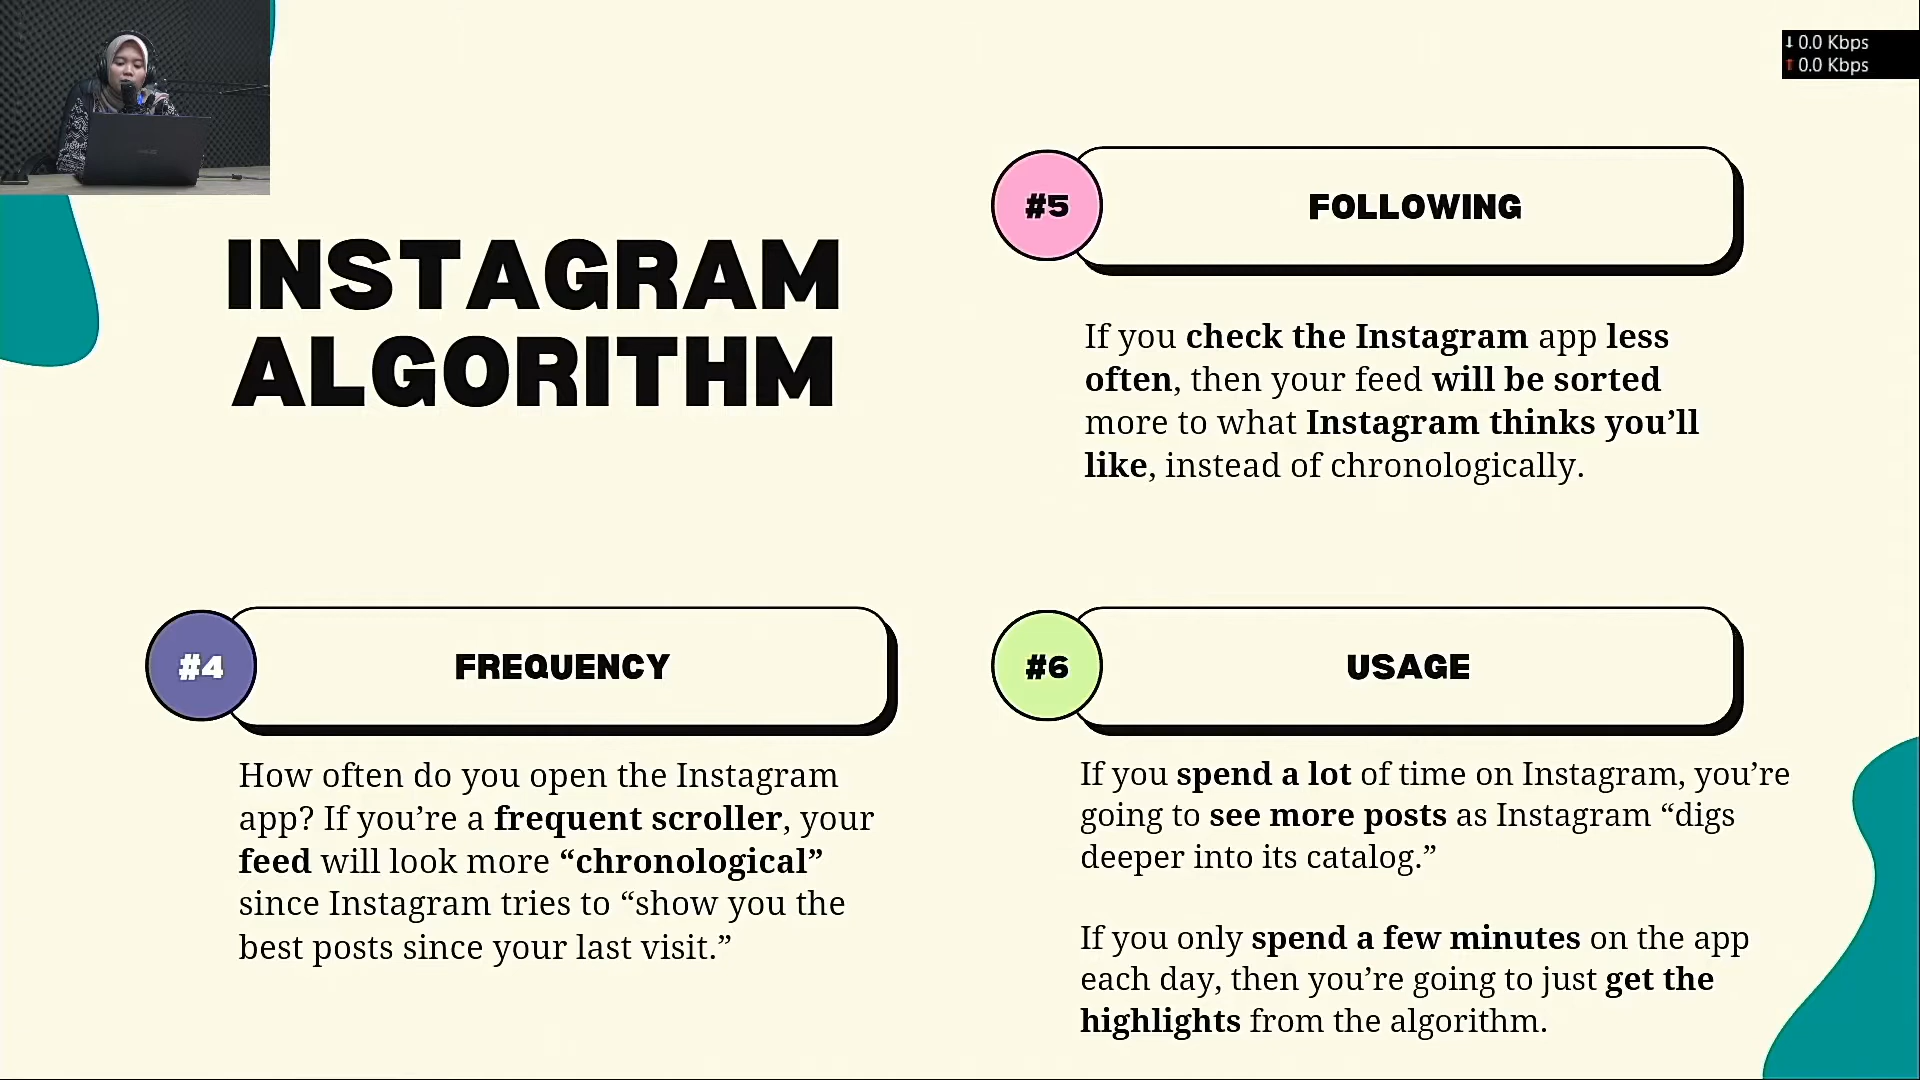 ↓ 0.0 Kbps
↑ 0.0 Kbps
INSTAGRAM
ALGORITHM
#4
FREQUENCY
How often do you open the Instagram
app? If you’re a frequent scroller, your
feed will look more “chronological”
since Instagram tries to “show you the
best posts since your last visit.”
#5
FOLLOWING
If you check the Instagram app less
often, then your feed will be sorted
more to what Instagram thinks you’ll
like, instead of chronologically.
#6
USAGE
If you spend a lot of time on Instagram, you’re
going to see more posts as Instagram “digs
deeper into its catalog.”
If you only spend a few minutes on the app
each day, then you’re going to just get the
highlights from the algorithm.